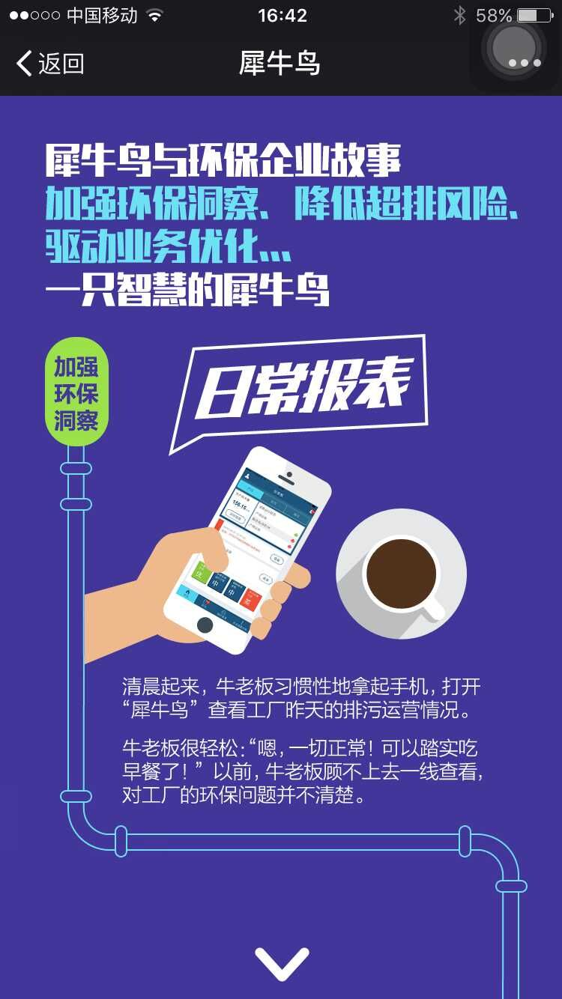 中国移动
16:42
58%
返回
犀牛鸟
犀牛鸟与环保企业故事
加强环保洞察、降低超排风险、
驱动业务优化...
一只智慧的犀牛鸟
加强
环保
洞察
日常报表
156.15
优
中
中
差
清晨起来，牛老板习惯性地拿起手机，打开
“犀牛鸟”查看工厂昨天的排污运营情况。
牛老板很轻松：“嗯，一切正常！可以踏实吃
早餐了！”以前，牛老板顾不上去一线查看，
对工厂的环保问题并不清楚。